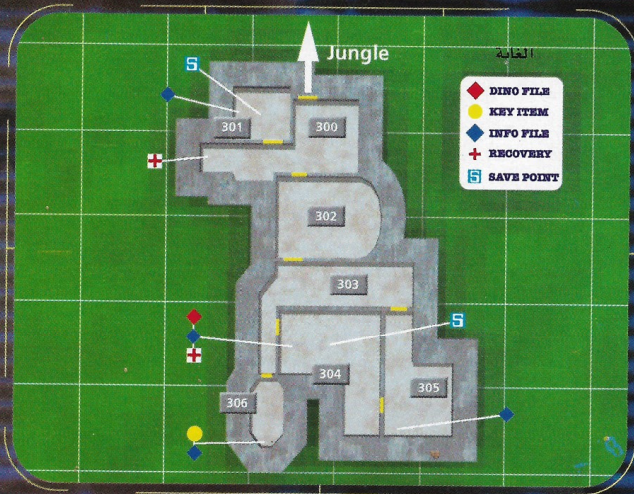 Jungle
الغابة
DINO FILE
KEY ITEM
INFO FILE
RECOVERY
S SAVE POINT
S
301
300
302
303
S
304
305
306